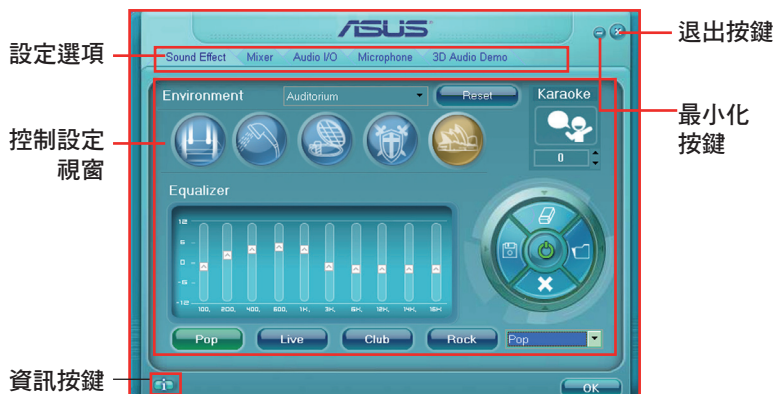 ASUS
退出按鍵
設定選項
Sound Effect Mixer Audio I/O Microphone 3D Audio Demo
最小化
按鍵
控制設定
視窗
Environment Auditorium Reset Karaoke
0
Equalizer
12
6
0
-6
-12
100, 200, 400, 600, 1K, 3K, 6K, 12K, 14K, 16K
Pop Live Club Rock Pop
資訊按鍵
i
OK